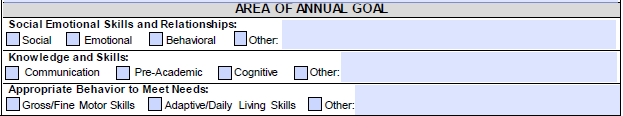 AREA OF ANNUAL GOAL
Social Emotional Skills and Relationships:
Social Emotional Behavioral Other:
Knowledge and Skills:
Communication Pre-Academic Cognitive Other:
Appropriate Behavior to Meet Needs:
Gross/Fine Motor Skills Adaptive/Daily Living Skills Other: